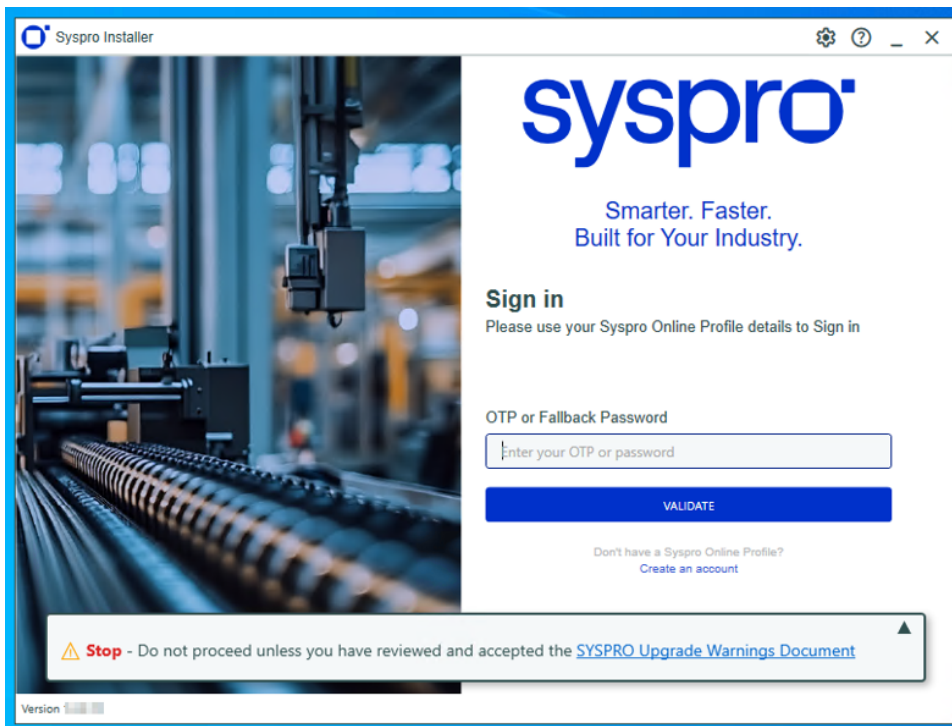 Syspro Installer
syspro
Smarter. Faster.
Built for Your Industry.
Sign in
Please use your Syspro Online Profile details to Sign in
OTP or Fallback Password
Enter your OTP or password
VALIDATE
Don't have a Syspro Online Profile?
Create an account
Stop - Do not proceed unless you have reviewed and accepted the SYSPRO Upgrade Warnings Document
Version